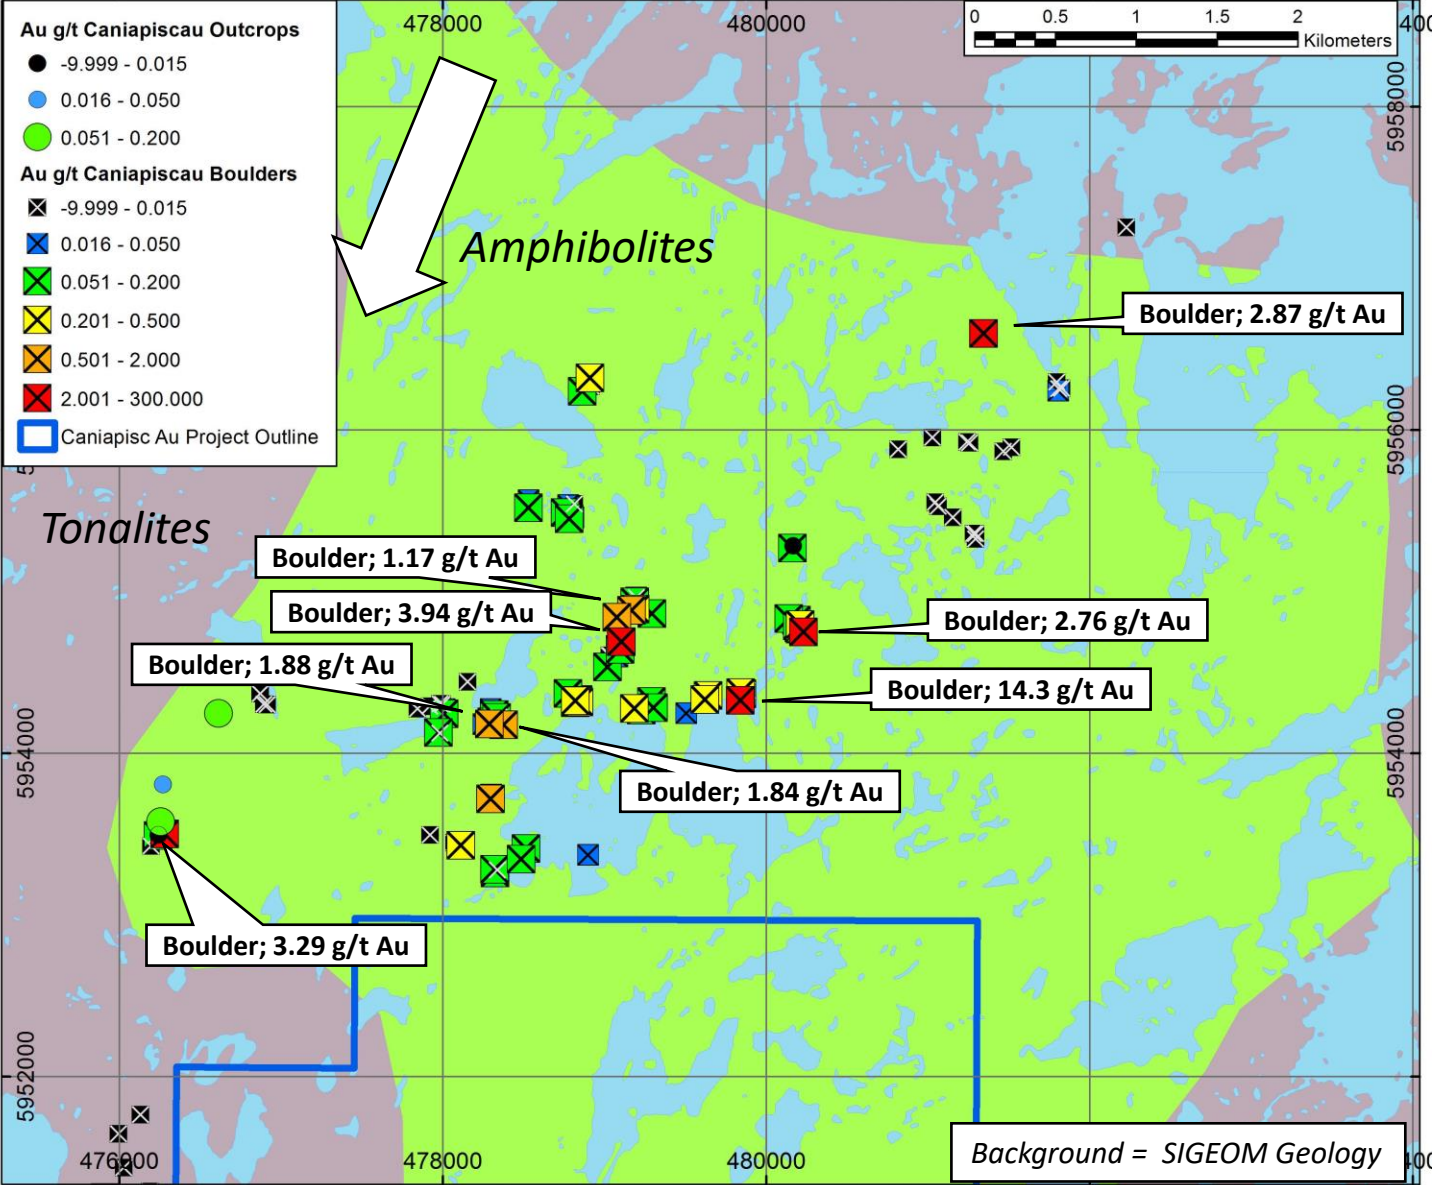 Au g/t Caniapiscau Outcrops
-9.999 - 0.015
0.016 - 0.050
0.051 - 0.200
Au g/t Caniapiscau Boulders
-9.999 - 0.015
0.016 - 0.050
0.051 - 0.200
0.201 - 0.500
0.501 - 2.000
2.001 - 300.000
Caniapisc Au Project Outline
478000
480000
0 0.5 1 1.5 2
Kilometers
5958000
Amphibolites
Boulder; 2.87 g/t Au
5956000
Tonalites
Boulder; 1.17 g/t Au
Boulder; 3.94 g/t Au
Boulder; 2.76 g/t Au
Boulder; 1.88 g/t Au
Boulder; 14.3 g/t Au
5954000
5954000
Boulder; 1.84 g/t Au
Boulder; 3.29 g/t Au
5952000
Background = SIGEOM Geology
476000
478000
480000